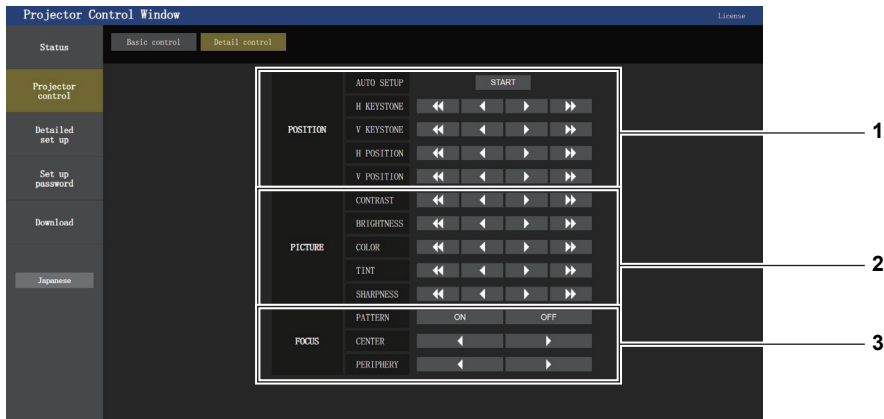 Projector Control Window License
Status Basic control Detail control
Projector
control
Detailed
set up
Set up
password
Download
Japanese
POSITION
AUTO SETUP START
H KEYSTONE
V KEYSTONE
H POSITION
V POSITION
1
PICTURE
CONTRAST
BRIGHTNESS
COLOR
TINT
SHARPNESS
2
FOCUS
PATTERN ON OFF
CENTER
PERIPHERY
3